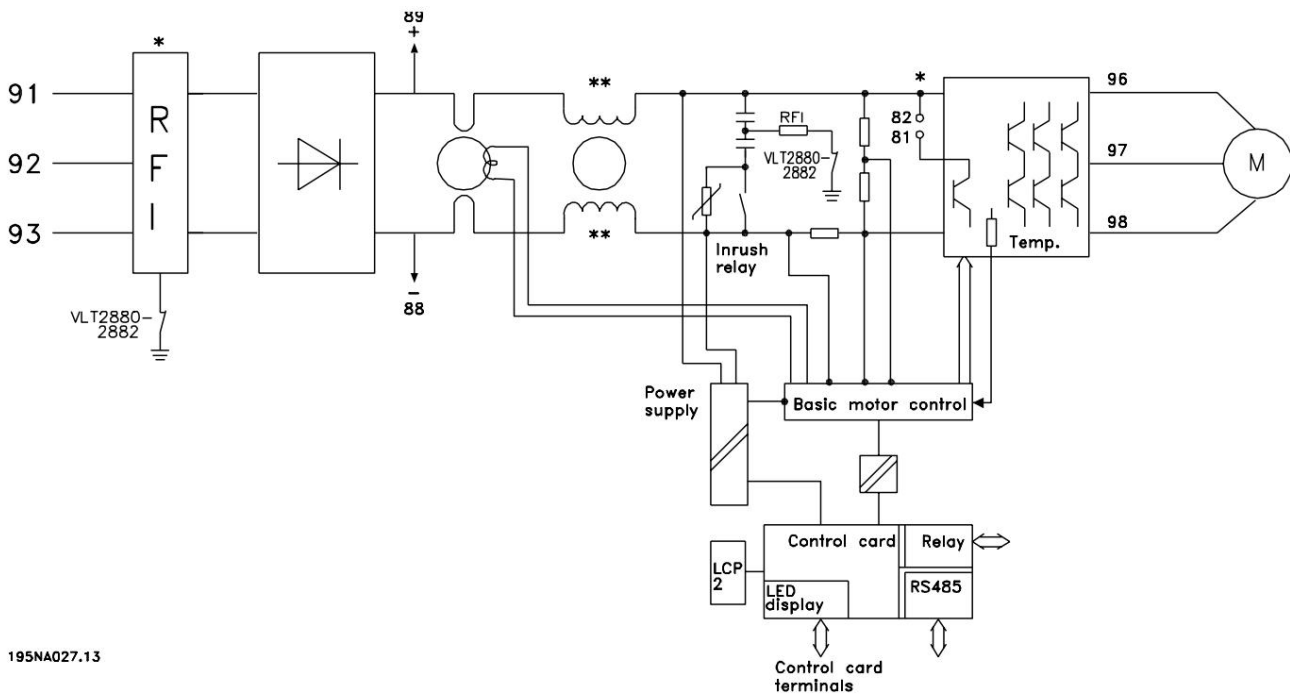 89
+
*
91
R
F
I
92
93
**
**
RFI
VLT2880-
2882
*
82
81
96
97
98
M
Temp.
Inrush
relay
–
88
VLT2880-
2882
Power
supply
Basic motor control
Control card
Relay
LCP
2
LED
display
RS485
195NA027.13
Control card
terminals